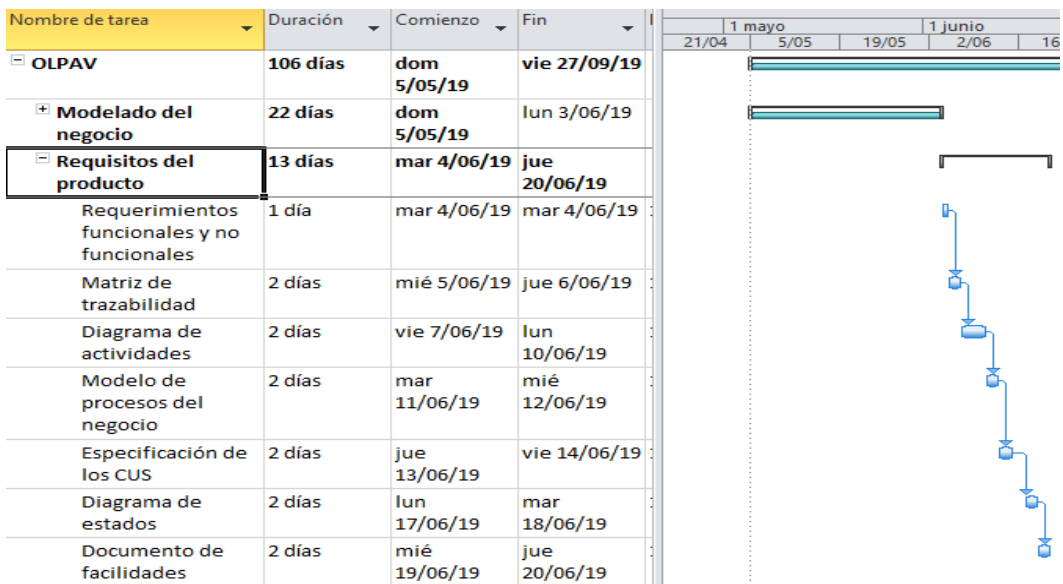 Nombre de tarea Duración Comienzo Fin
1 mayo 1 junio
21/04 5/05 19/05 2/06 16
OLPAV 106 días dom vie 27/09/19
5/05/19
Modelado del 22 días dom lun 3/06/19
negocio 5/05/19
Requisitos del 13 días mar 4/06/19 jue
producto 20/06/19
Requerimientos 1 día mar 4/06/19 mar 4/06/19
funcionales y no
funcionales
Matriz de 2 días mié 5/06/19 jue 6/06/19
trazabilidad
Diagrama de 2 días vie 7/06/19 lun
actividades 10/06/19
Modelo de 2 días mar mié
procesos del 11/06/19 12/06/19
negocio
Especificación de 2 días jue vie 14/06/19
los CUS 13/06/19
Diagrama de 2 días lun mar
estados 17/06/19 18/06/19
Documento de 2 días mié jue
facilidades 19/06/19 20/06/19